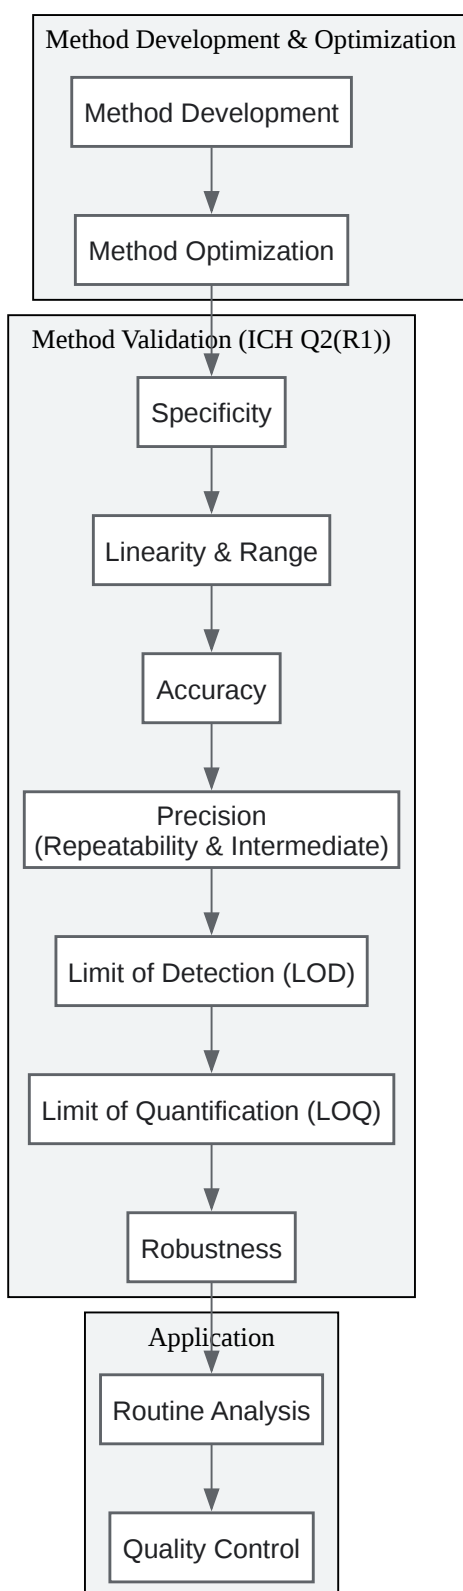 Method Development & Optimization
Method Development
Method Optimization
Method Validation (ICH Q2(R1))
Specificity
Linearity & Range
Accuracy
Precision
(Repeatability & Intermediate)
Limit of Detection (LOD)
Limit of Quantification (LOQ)
Robustness
Application
Routine Analysis
Quality Control